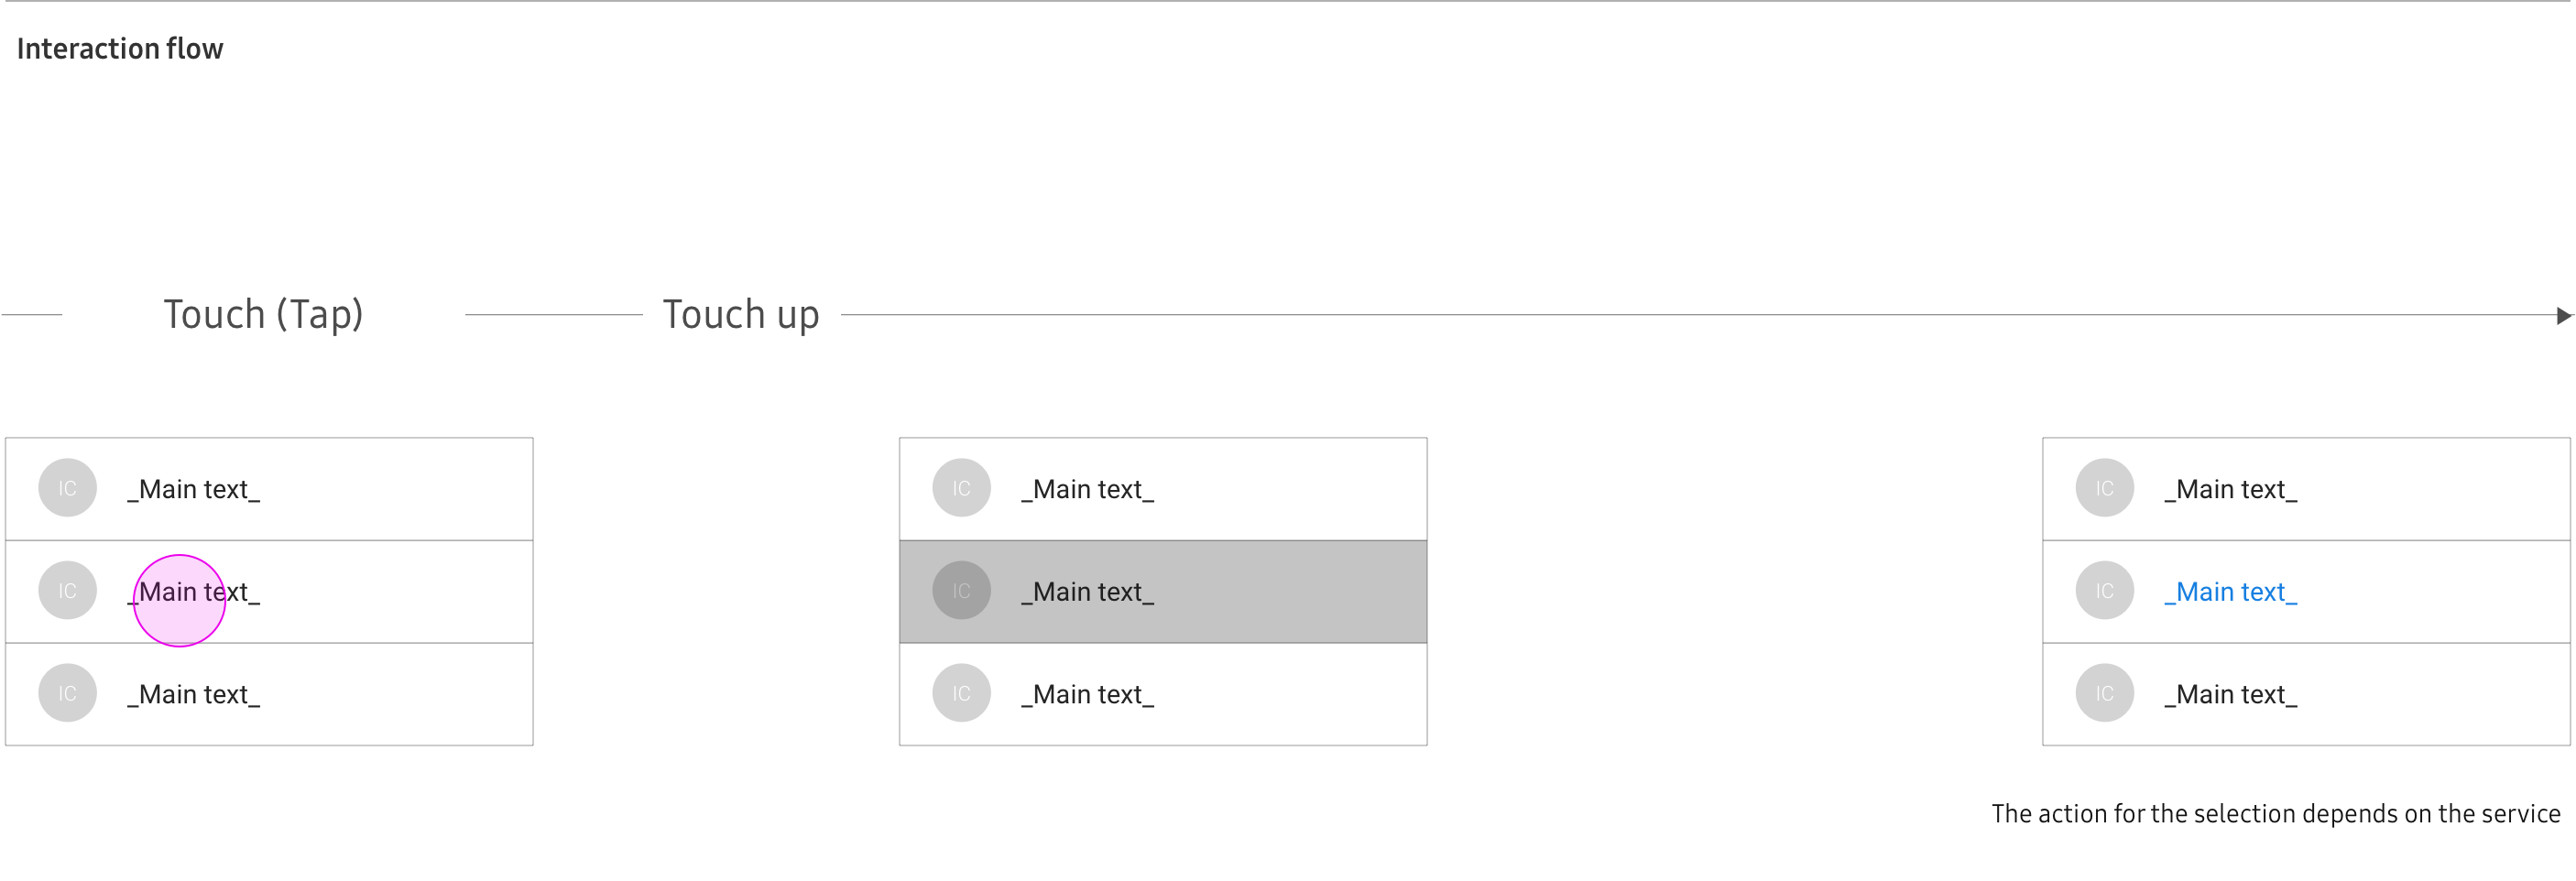 Interaction flow
Touch (Tap)
Touch up
IC
_Main text_
IC
_Main text_
IC
_Main text_
IC
_Main text_
IC
_Main text_
IC
_Main text_
IC
_Main text_
IC
_Main text_
IC
_Main text_
The action for the selection depends on the service